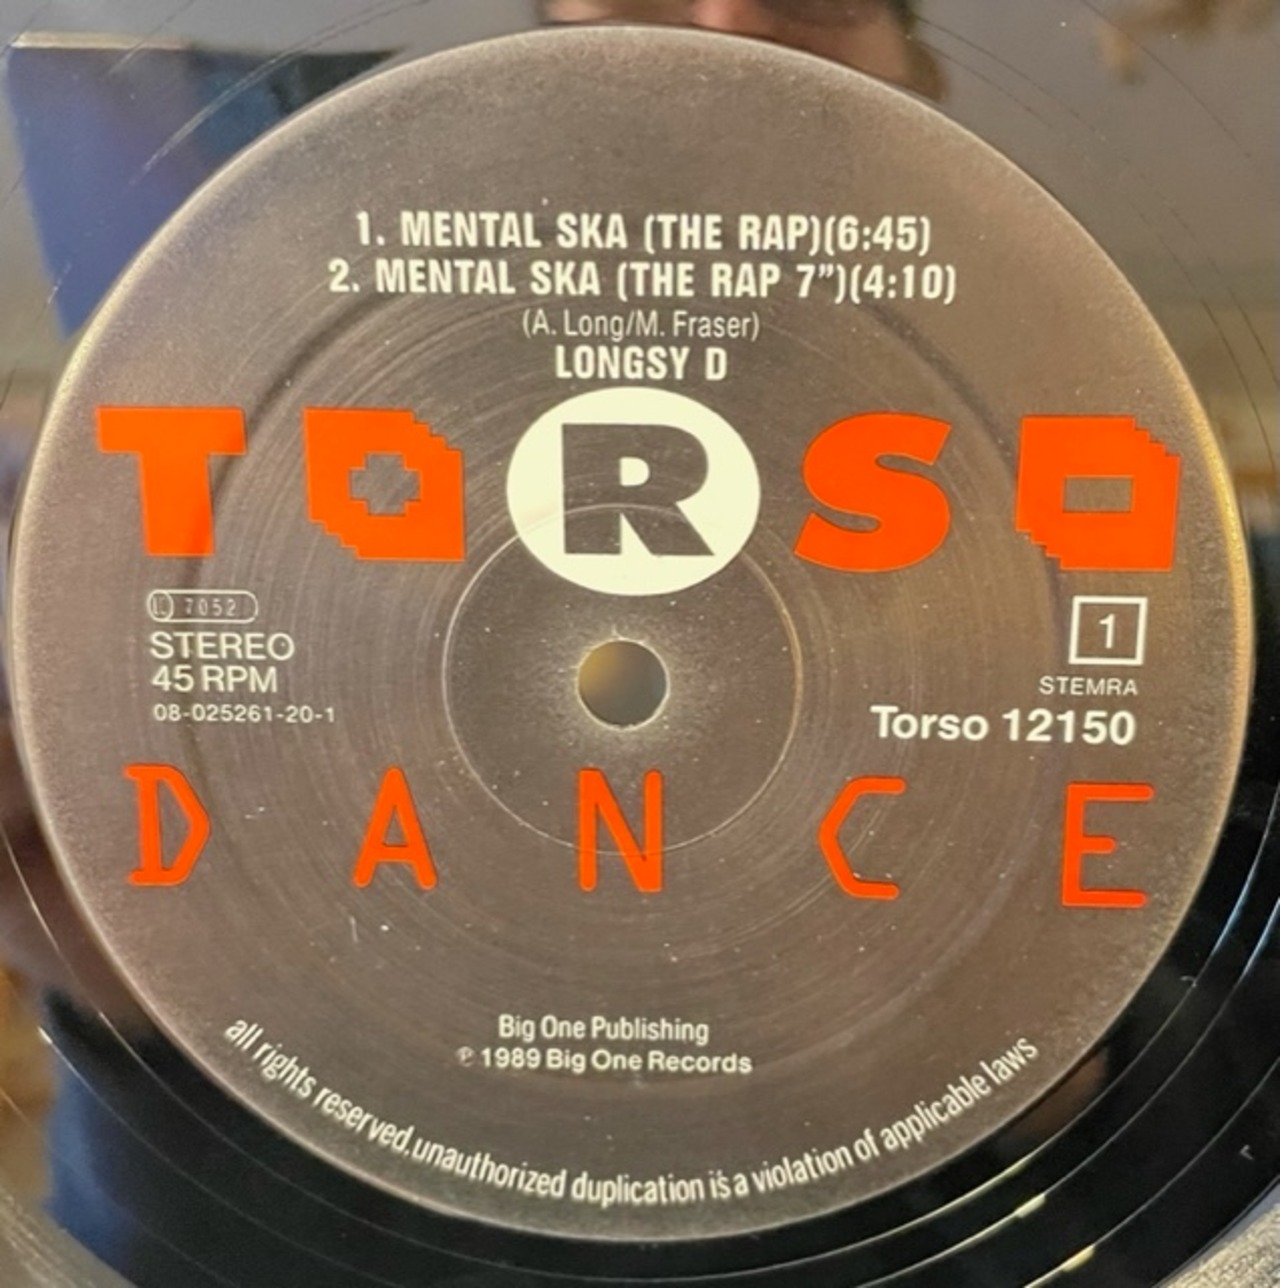 1. MENTAL SKA (THE RAP)(6:45)
2. MENTAL SKA (THE RAP 7”)(4:10)
(A. Long/M. Fraser)
LONGSY D
TORSO
LC 7052
STEREO
45 RPM
08-025261-20-1
1
STEMRA
Torso 12150
DANCE
Big One Publishing
℗ 1989 Big One Records
all rights reserved.unauthorized duplication is a violation of applicable laws